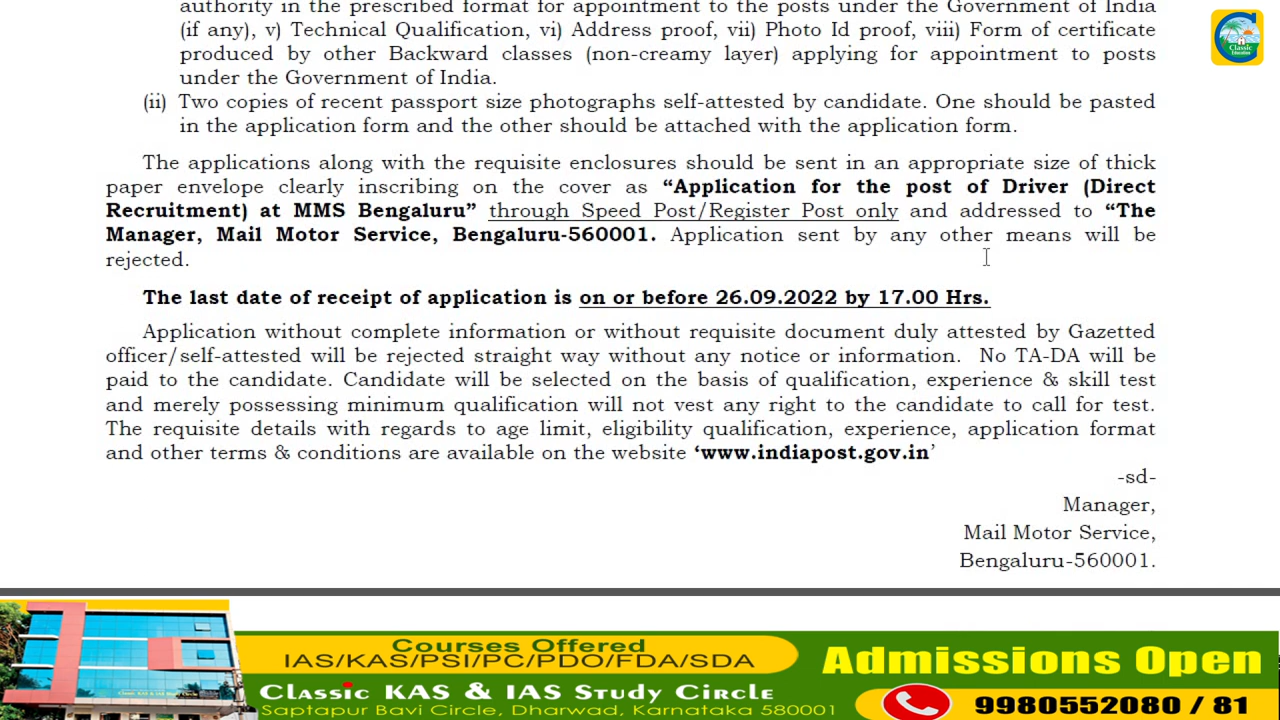 authority in the prescribed format for appointment to the posts under the Government of India
(if any), v) Technical Qualification, vi) Address proof, vii) Photo Id proof, viii) Form of certificate
produced by other Backward classes (non-creamy layer) applying for appointment to posts
under the Government of India.
(ii) Two copies of recent passport size photographs self-attested by candidate. One should be pasted
in the application form and the other should be attached with the application form.
The applications along with the requisite enclosures should be sent in an appropriate size of thick
paper envelope clearly inscribing on the cover as “Application for the post of Driver (Direct
Recruitment) at MMS Bengaluru” through Speed Post/Register Post only and addressed to “The
Manager, Mail Motor Service, Bengaluru-560001. Application sent by any other means will be
rejected.
The last date of receipt of application is on or before 26.09.2022 by 17.00 Hrs.
Application without complete information or without requisite document duly attested by Gazetted
officer/self-attested will be rejected straight way without any notice or information. No TA-DA will be
paid to the candidate. Candidate will be selected on the basis of qualification, experience & skill test
and merely possessing minimum qualification will not vest any right to the candidate to call for test.
The requisite details with regards to age limit, eligibility qualification, experience, application format
and other terms & conditions are available on the website ‘www.indiapost.gov.in’
-sd-
Manager,
Mail Motor Service,
Bengaluru-560001.
Classic
Education
Courses Offered
IAS/KAS/PSI/PC/PDO/FDA/SDA
Classic KAS & IAS Study Circle
Saptapur Bavi Circle, Dharwad, Karnataka 580001
Admissions Open
9980552080 / 81